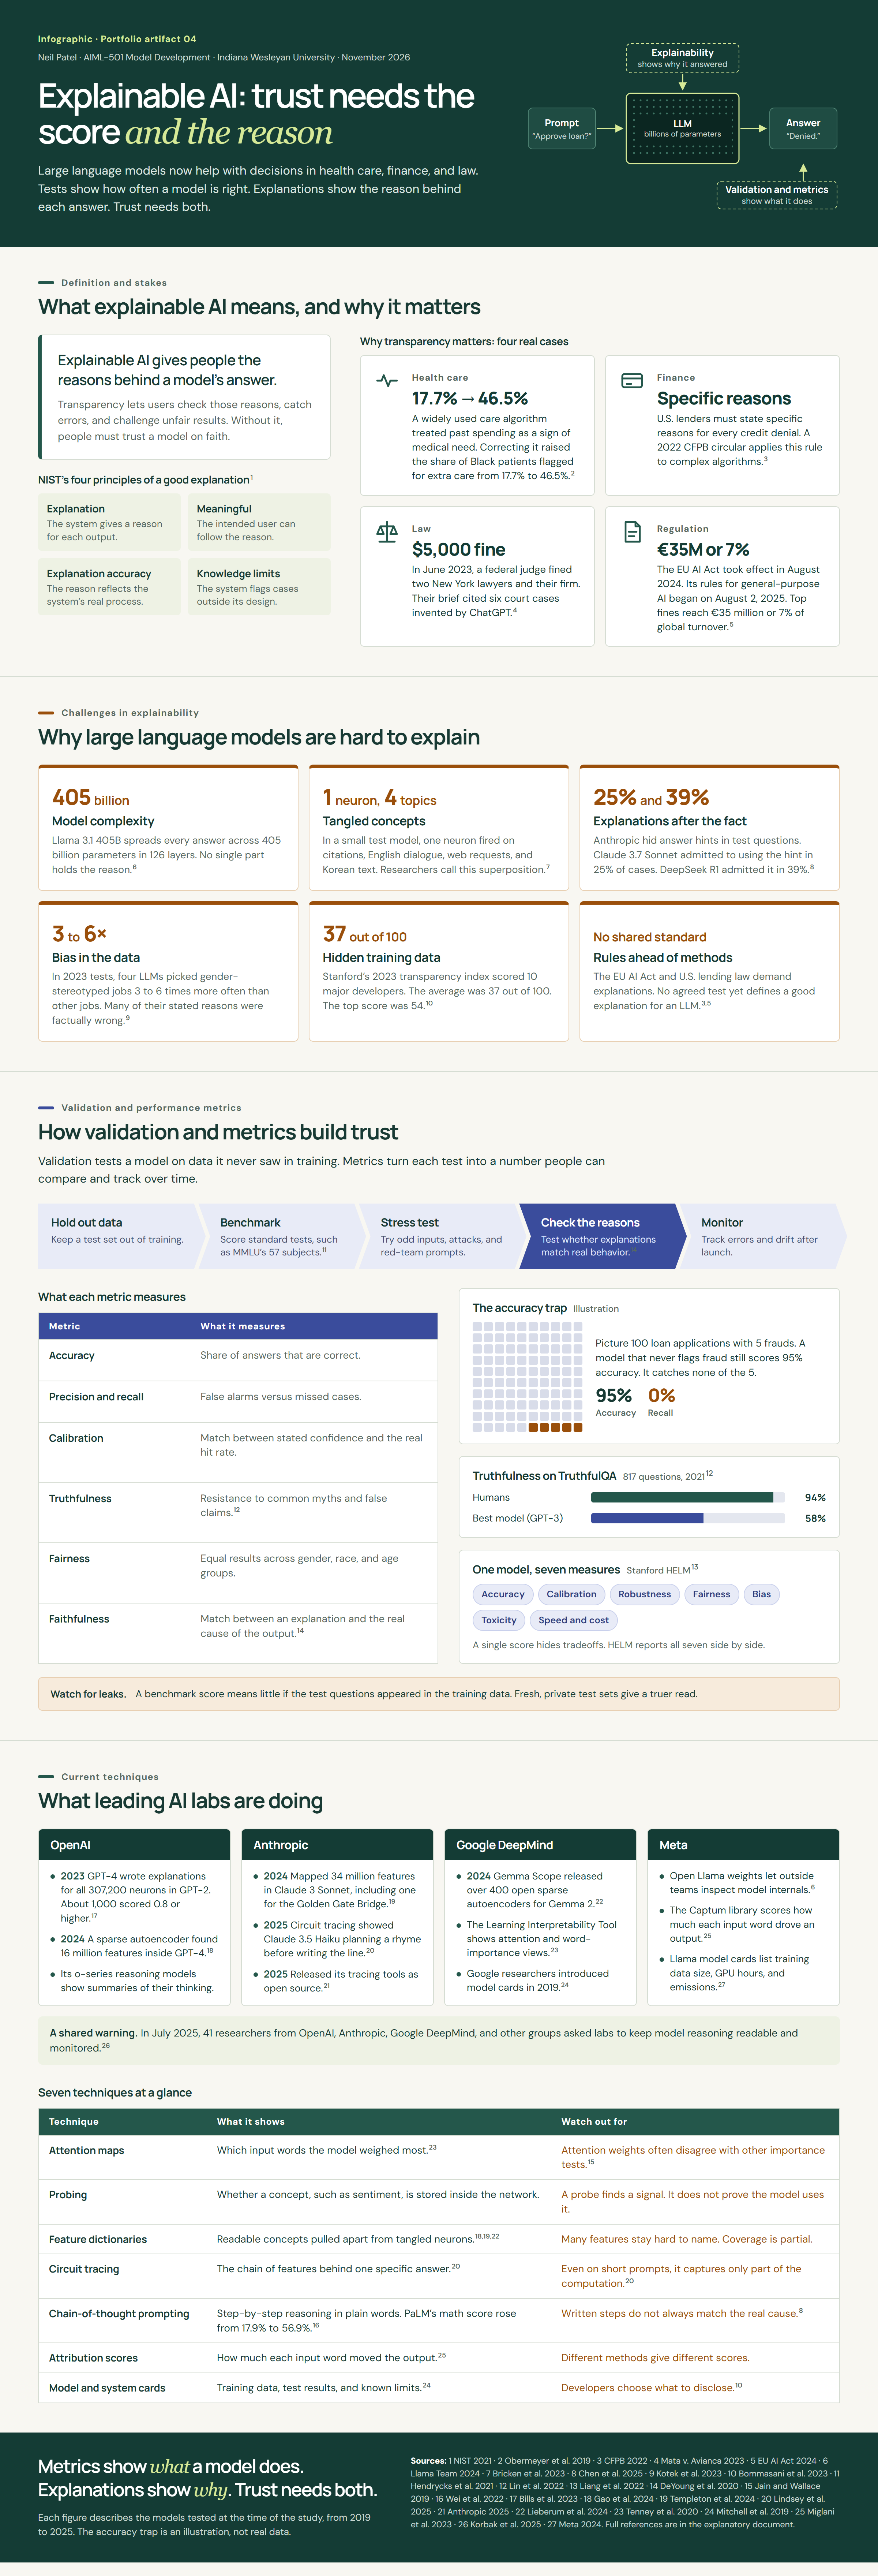 Infographic · Portfolio artifact 04
Neil Patel · AIML-501 Model Development · Indiana Wesleyan University · November 2026
Explainable AI: trust needs the
score and the reason
Large language models now help with decisions in health care, finance, and law.
Tests show how often a model is right. Explanations show the reason behind
each answer. Trust needs both.
Explainability
shows why it answered
Prompt
"Approve loan?"
LLM
billions of parameters
Answer
"Denied."
Validation and metrics
show what it does
Definition and stakes
What explainable AI means, and why it matters
Explainable AI gives people the
reasons behind a model's answer.
Transparency lets users check those reasons, catch
errors, and challenge unfair results. Without it,
people must trust a model on faith.
NIST's four principles of a good explanation1
Explanation
The system gives a reason
for each output.
Meaningful
The intended user can
follow the reason.
Explanation accuracy
The reason reflects the
system's real process.
Knowledge limits
The system flags cases
outside its design.
Why transparency matters: four real cases
Health care
17.7% → 46.5%
A widely used care algorithm
treated past spending as a sign of
medical need. Correcting it raised
the share of Black patients flagged
for extra care from 17.7% to 46.5%.2
Finance
Specific reasons
U.S. lenders must state specific
reasons for every credit denial. A
2022 CFPB circular applies this rule
to complex algorithms.3
Law
$5,000 fine
In June 2023, a federal judge fined
two New York lawyers and their firm.
Their brief cited six court cases
invented by ChatGPT.4
Regulation
€35M or 7%
The EU AI Act took effect in August
2024. Its rules for general-purpose
AI began on August 2, 2025. Top
fines reach €35 million or 7% of
global turnover.5
Challenges in explainability
Why large language models are hard to explain
405 billion
Model complexity
Llama 3.1 405B spreads every answer across 405
billion parameters in 126 layers. No single part
holds the reason.6
1 neuron, 4 topics
Tangled concepts
In a small test model, one neuron fired on
citations, English dialogue, web requests, and
Korean text. Researchers call this superposition.7
25% and 39%
Explanations after the fact
Anthropic hid answer hints in test questions.
Claude 3.7 Sonnet admitted to using the hint in
25% of cases. DeepSeek R1 admitted it in 39%.8
3 to 6×
Bias in the data
In 2023 tests, four LLMs picked gender-
stereotyped jobs 3 to 6 times more often than
other jobs. Many of their stated reasons were
factually wrong.9
37 out of 100
Hidden training data
Stanford's 2023 transparency index scored 10
major developers. The average was 37 out of 100.
The top score was 54.10
No shared standard
Rules ahead of methods
The EU AI Act and U.S. lending law demand
explanations. No agreed test yet defines a good
explanation for an LLM.3,5
Validation and performance metrics
How validation and metrics build trust
Validation tests a model on data it never saw in training. Metrics turn each test into a number people can
compare and track over time.
Hold out data
Keep a test set out of training.
Benchmark
Score standard tests, such
as MMLU's 57 subjects.11
Stress test
Try odd inputs, attacks, and
red-team prompts.
Check the reasons
Test whether explanations
match real behavior.
Monitor
Track errors and drift after
launch.
What each metric measures
Metric What it measures
Accuracy Share of answers that are correct.
Precision and recall False alarms versus missed cases.
Calibration Match between stated confidence and the real
hit rate.
Truthfulness Resistance to common myths and false
claims.12
Fairness Equal results across gender, race, and age
groups.
Faithfulness Match between an explanation and the real
cause of the output.14
The accuracy trap Illustration
Picture 100 loan applications with 5 frauds. A
model that never flags fraud still scores 95%
accuracy. It catches none of the 5.
95% 0%
Accuracy Recall
Truthfulness on TruthfulQA 817 questions, 202112
Humans 94%
Best model (GPT-3) 58%
One model, seven measures Stanford HELM13
Accuracy Calibration Robustness Fairness Bias
Toxicity Speed and cost
A single score hides tradeoffs. HELM reports all seven side by side.
Watch for leaks. A benchmark score means little if the test questions appeared in the training data. Fresh, private test sets give a truer read.
Current techniques
What leading AI labs are doing
OpenAI
2023 GPT-4 wrote explanations
for all 307,200 neurons in GPT-2.
About 1,000 scored 0.8 or
higher.17
2024 A sparse autoencoder found
16 million features inside GPT-4.18
Its o-series reasoning models
show summaries of their thinking.
Anthropic
2024 Mapped 34 million features
in Claude 3 Sonnet, including one
for the Golden Gate Bridge.19
2025 Circuit tracing showed
Claude 3.5 Haiku planning a rhyme
before writing the line.20
2025 Released its tracing tools as
open source.21
Google DeepMind
2024 Gemma Scope released
over 400 open sparse
autoencoders for Gemma 2.22
The Learning Interpretability Tool
shows attention and word-
importance views.23
Google researchers introduced
model cards in 2019.24
Meta
Open Llama weights let outside
teams inspect model internals.6
The Captum library scores how
much each input word drove an
output.25
Llama model cards list training
data size, GPU hours, and
emissions.27
A shared warning. In July 2025, 41 researchers from OpenAI, Anthropic, Google DeepMind, and other groups asked labs to keep model reasoning readable and
monitored.26
Seven techniques at a glance
Technique What it shows Watch out for
Attention maps Which input words the model weighed most.23 Attention weights often disagree with other importance
tests.15
Probing Whether a concept, such as sentiment, is stored inside the network. A probe finds a signal. It does not prove the model uses
it.
Feature dictionaries Readable concepts pulled apart from tangled neurons.18,19,22 Many features stay hard to name. Coverage is partial.
Circuit tracing The chain of features behind one specific answer.20 Even on short prompts, it captures only part of the
computation.20
Chain-of-thought prompting Step-by-step reasoning in plain words. PaLM's math score rose
from 17.9% to 56.9%.16 Written steps do not always match the real cause.8
Attribution scores How much each input word moved the output.25 Different methods give different scores.
Model and system cards Training data, test results, and known limits.24 Developers choose what to disclose.10
Metrics show what a model does.
Explanations show why. Trust needs both.
Each figure describes the models tested at the time of the study, from 2019
to 2025. The accuracy trap is an illustration, not real data.
Sources: 1 NIST 2021 · 2 Obermeyer et al. 2019 · 3 CFPB 2022 · 4 Mata v. Avianca 2023 · 5 EU AI Act 2024 · 6
Llama Team 2024 · 7 Bricken et al. 2023 · 8 Chen et al. 2025 · 9 Kotek et al. 2023 · 10 Bommasani et al. 2023 · 11
Hendrycks et al. 2021 · 12 Lin et al. 2022 · 13 Liang et al. 2022 · 14 DeYoung et al. 2020 · 15 Jain and Wallace
2019 · 16 Wei et al. 2022 · 17 Bills et al. 2023 · 18 Gao et al. 2024 · 19 Templeton et al. 2024 · 20 Lindsey et al.
2025 · 21 Anthropic 2025 · 22 Lieberum et al. 2024 · 23 Tenney et al. 2020 · 24 Mitchell et al. 2019 · 25 Miglani
et al. 2023 · 26 Korbak et al. 2025 · 27 Meta 2024. Full references are in the explanatory document.